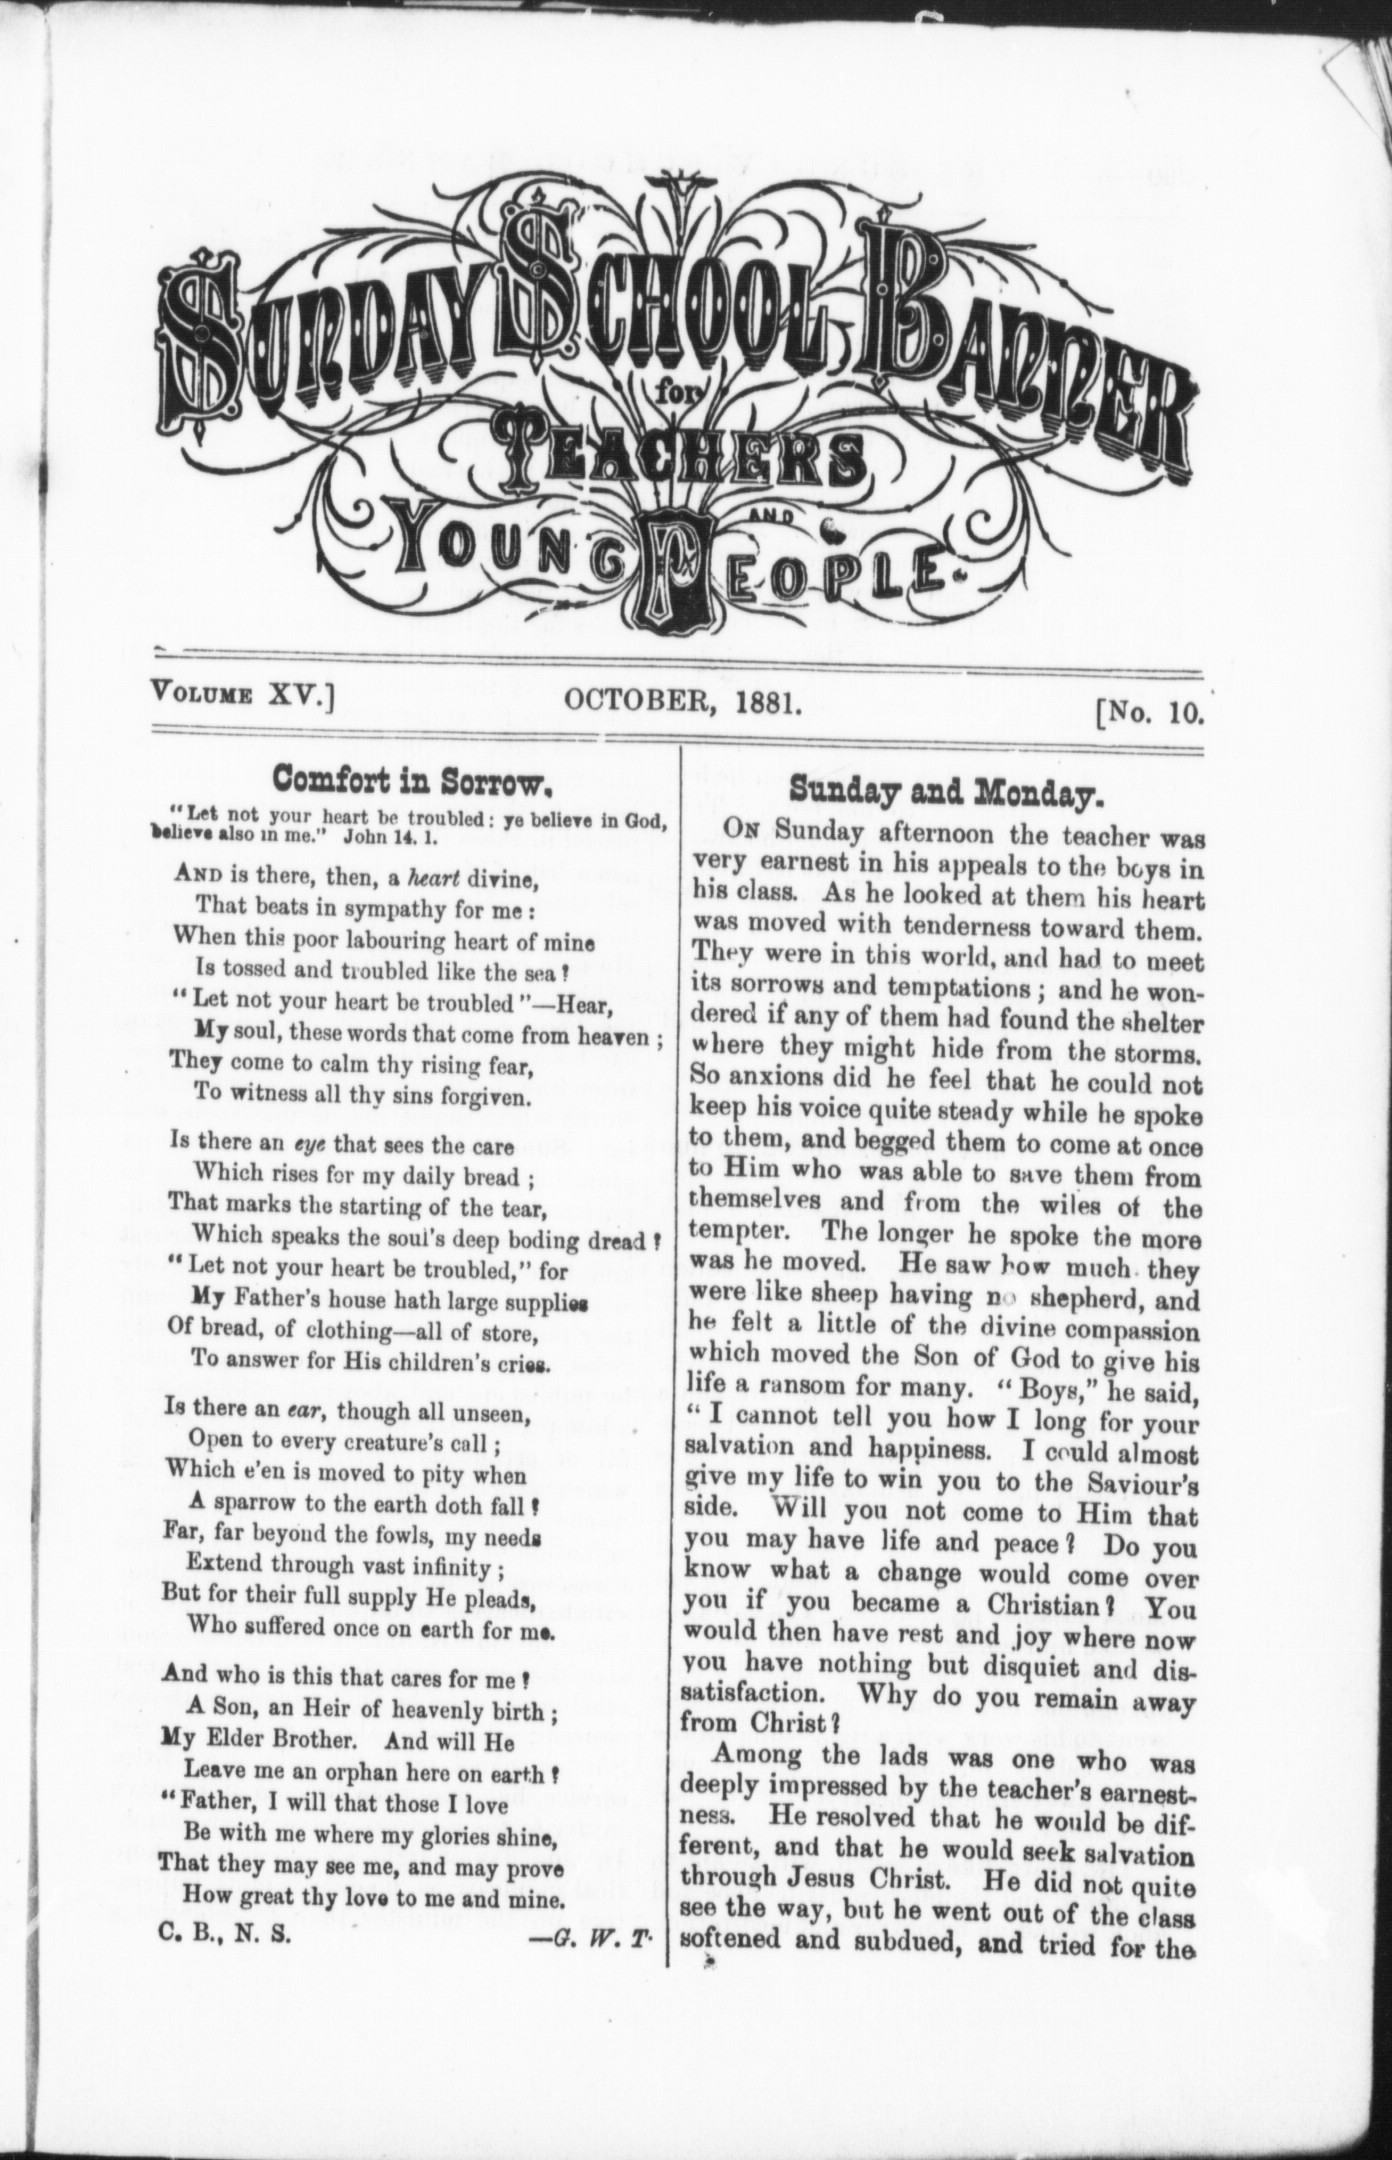 SUNDAY SCHOOL BANNER
for
TEACHERS
AND
YOUNG PEOPLE.
VOLUME XV.]
OCTOBER, 1881.
[No. 10.
Comfort in Sorrow.
"Let not your heart be troubled: ye believe in God,
believe also in me." John 14. 1.
AND is there, then, a heart divine,
That beats in sympathy for me:
When this poor labouring heart of mine
Is tossed and troubled like the sea?
"Let not your heart be troubled"—Hear,
My soul, these words that come from heaven;
They come to calm thy rising fear,
To witness all thy sins forgiven.
Is there an eye that sees the care
Which rises for my daily bread;
That marks the starting of the tear,
Which speaks the soul's deep boding dread?
"Let not your heart be troubled," for
My Father's house hath large supplies
Of bread, of clothing—all of store,
To answer for His children's cries.
Is there an ear, though all unseen,
Open to every creature's call;
Which e'en is moved to pity when
A sparrow to the earth doth fall?
Far, far beyond the fowls, my needs
Extend through vast infinity;
But for their full supply He pleads,
Who suffered once on earth for me.
And who is this that cares for me?
A Son, an Heir of heavenly birth;
My Elder Brother. And will He
Leave me an orphan here on earth?
"Father, I will that those I love
Be with me where my glories shine,
That they may see me, and may prove
How great thy love to me and mine.
C. B., N. S. —G. W. T.
Sunday and Monday.
ON Sunday afternoon the teacher was
very earnest in his appeals to the boys in
his class. As he looked at them his heart
was moved with tenderness toward them.
They were in this world, and had to meet
its sorrows and temptations; and he won-
dered if any of them had found the shelter
where they might hide from the storms.
So anxions did he feel that he could not
keep his voice quite steady while he spoke
to them, and begged them to come at once
to Him who was able to save them from
themselves and from the wiles of the
tempter. The longer he spoke the more
was he moved. He saw how much they
were like sheep having no shepherd, and
he felt a little of the divine compassion
which moved the Son of God to give his
life a ransom for many. "Boys," he said,
"I cannot tell you how I long for your
salvation and happiness. I could almost
give my life to win you to the Saviour's
side. Will you not come to Him that
you may have life and peace? Do you
know what a change would come over
you if you became a Christian? You
would then have rest and joy where now
you have nothing but disquiet and dis-
satisfaction. Why do you remain away
from Christ?
Among the lads was one who was
deeply impressed by the teacher's earnest-
ness. He resolved that he would be dif-
ferent, and that he would seek salvation
through Jesus Christ. He did not quite
see the way, but he went out of the class
softened and subdued, and tried for the